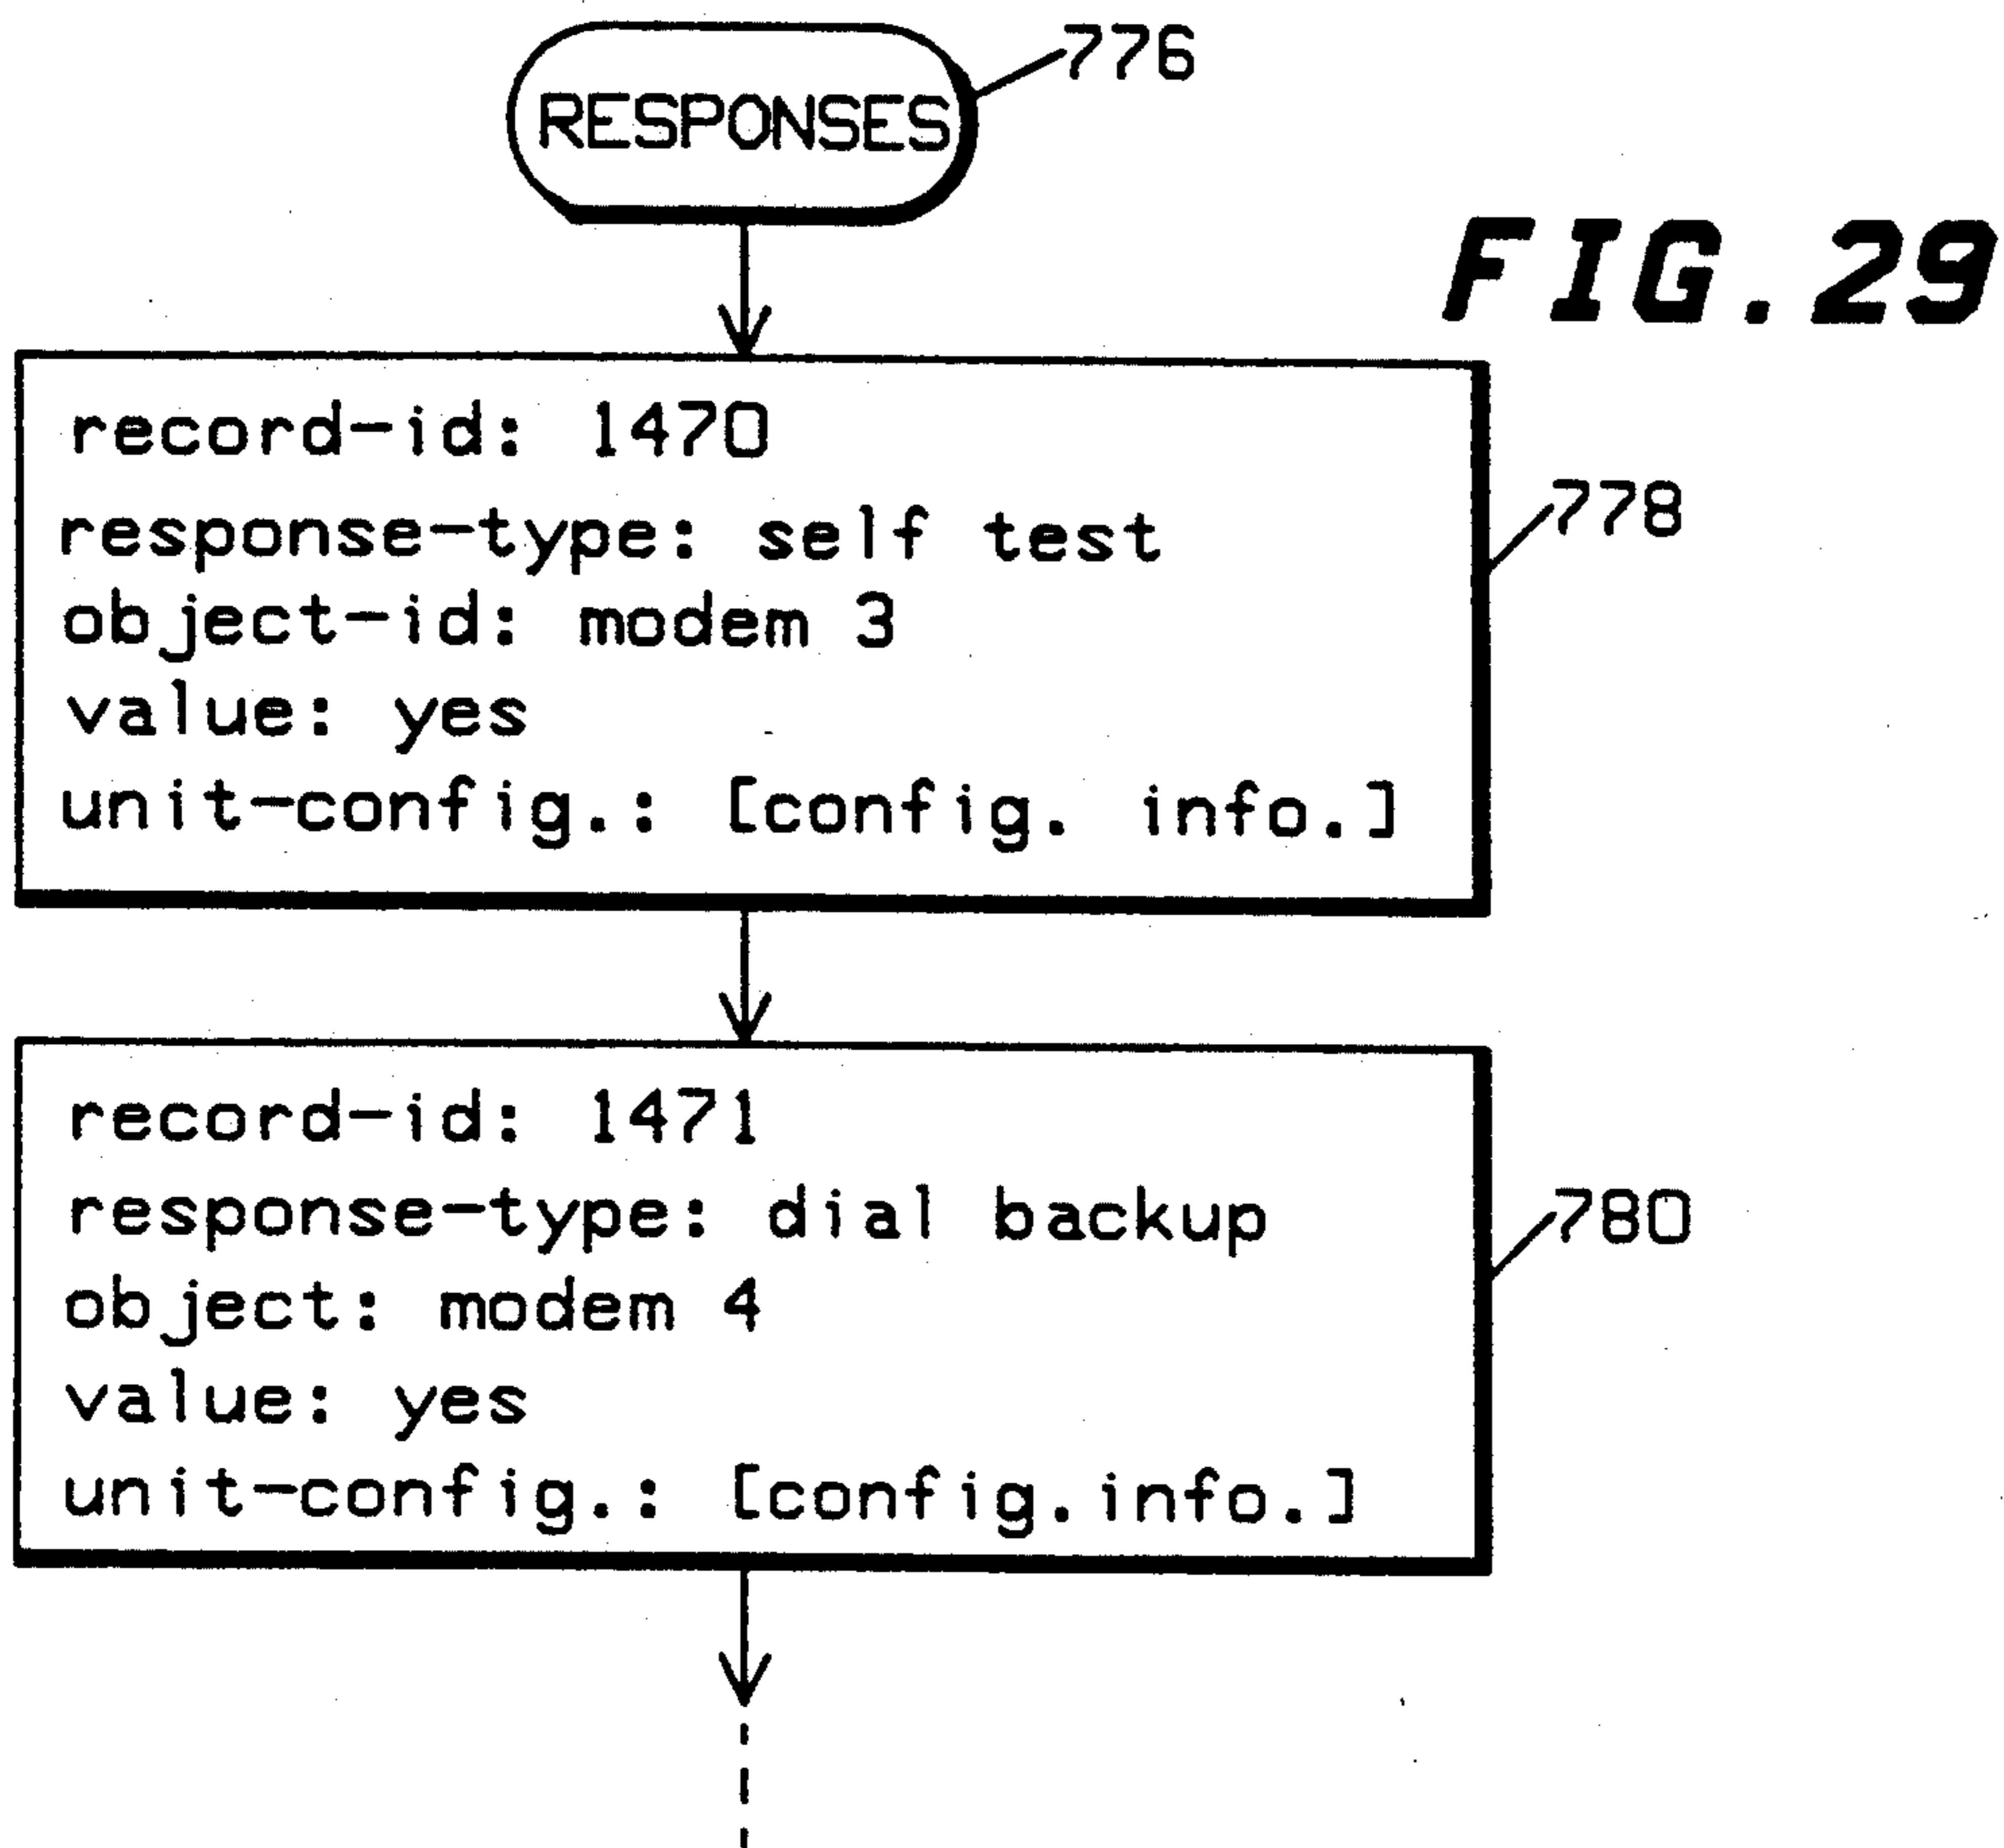 776
RESPONSES
FIG.29
record-id: 1470
response-type: self test
778
object-id: modem 3
value: yes
unit-config.: [config. info.]
record-id: 1471
response-type: dial backup
780
object: modem 4
value: yes
unit-config.: [config.info.]